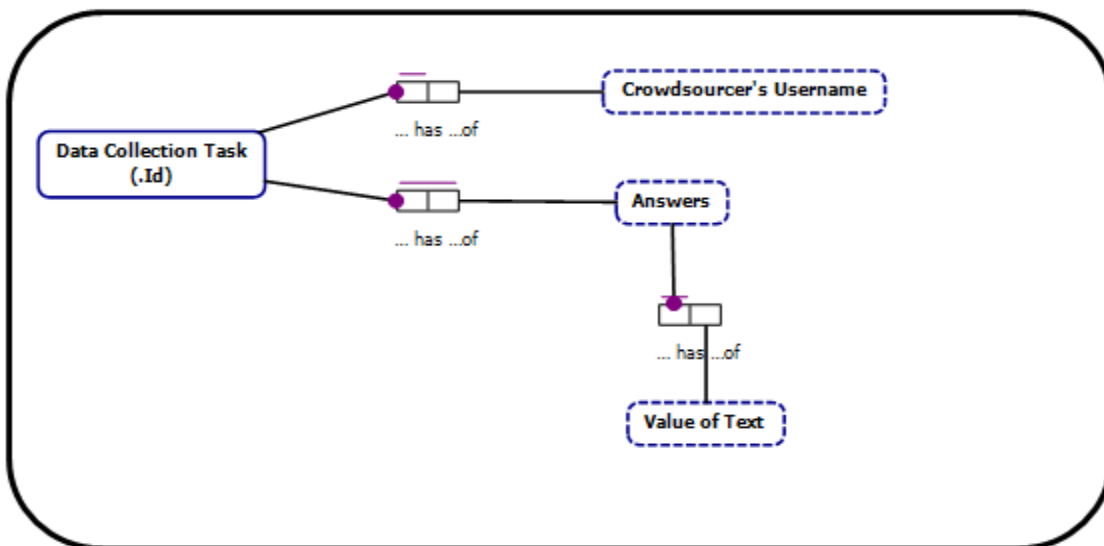 Crowdsourcer's Username
... has ...of
Data Collection Task
(.Id)
Answers
... has ...of
... has ...of
Value of Text